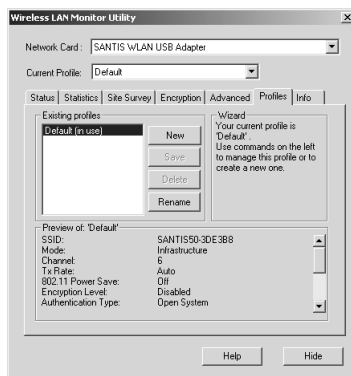 Wireless LAN Monitor Utility
Network Card : SANTIS WLAN USB Adapter
Current Profile: Default
Status Statistics Site Survey Encryption Advanced Profiles Info
Existing profiles
Default (in use)
New
Save
Delete
Rename
Wizard
Your current profile is
'Default' .
Use commands on the left
to manage this profile or to
create a new one.
Preview of: 'Default'
SSID: SANTIS50-3DE3B8
Mode: Infrastructure
Channel: 6
Tx Rate: Auto
802.11 Power Save: Off
Encryption Level: Disabled
Authentication Type: Open System
Help Hide